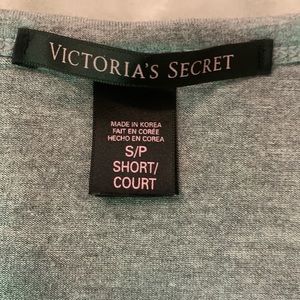 VICTORIA'S SECRET
MADE IN KOREA
FAIT EN CORÉE
HECHO EN COREA
S/P
SHORT/
COURT